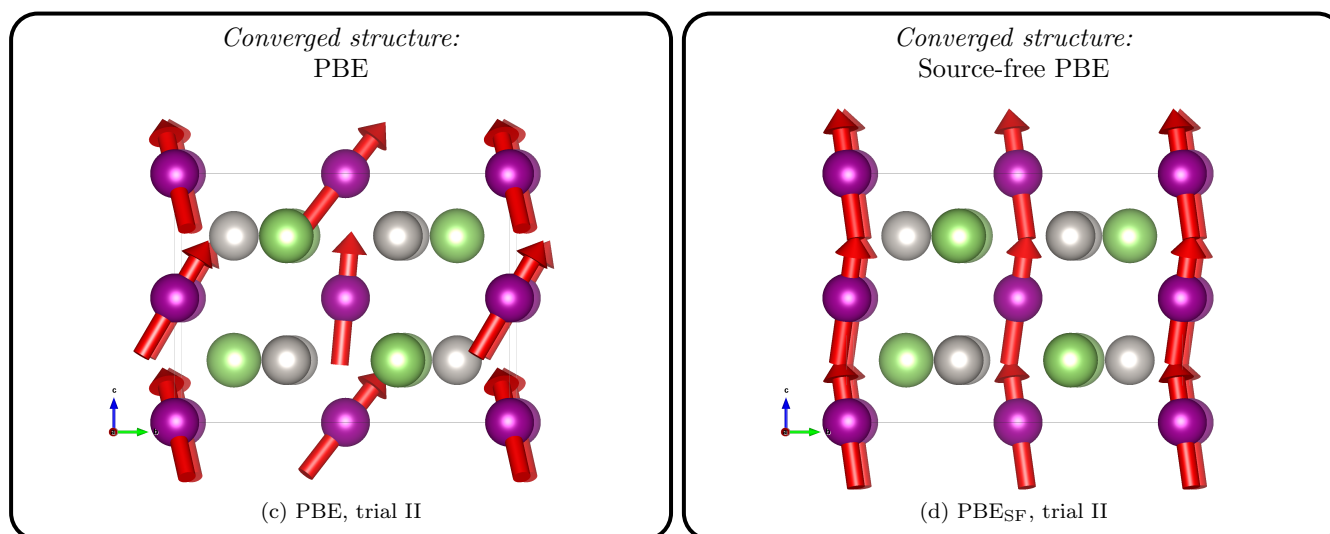 Converged structure:
PBE
c
b
(c) PBE, trial II
Converged structure:
Source-free PBE
c
b
(d) PBE_SF, trial II